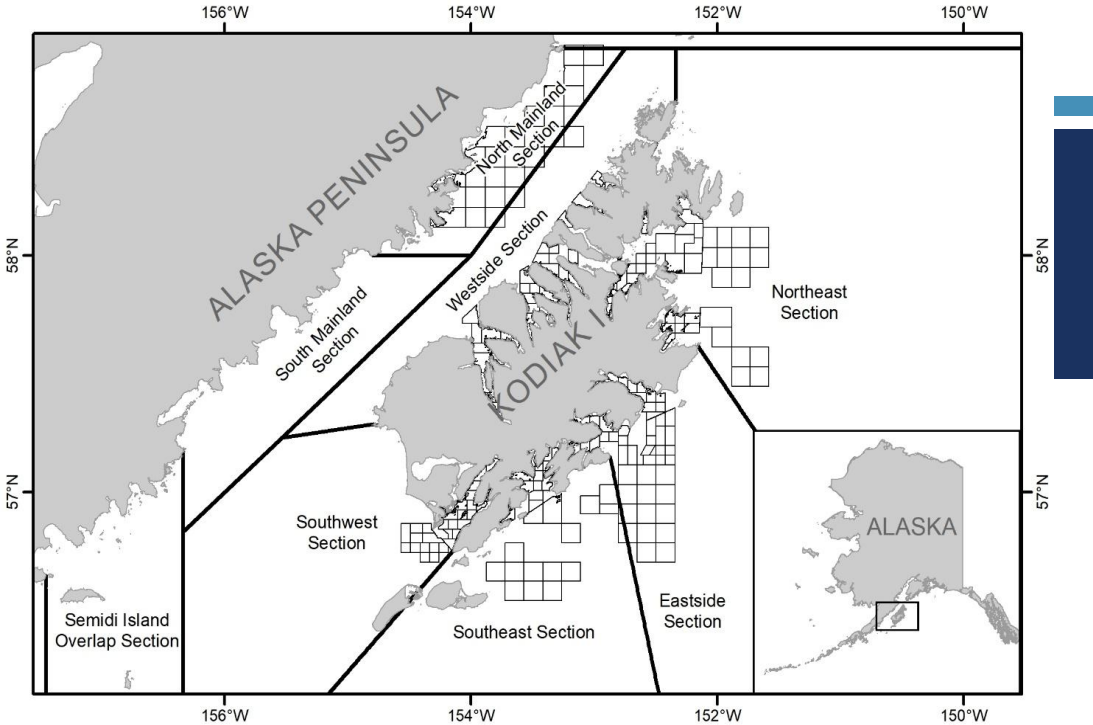 156°W
154°W
152°W
150°W
ALASKA PENINSULA
North Mainland
Section
58°N
58°N
Westside Section
South Mainland
Section
Northeast
Section
KODIAK I.
57°N
57°N
Southwest
Section
ALASKA
Semidi Island
Overlap Section
Southeast Section
Eastside
Section
156°W
154°W
152°W
150°W